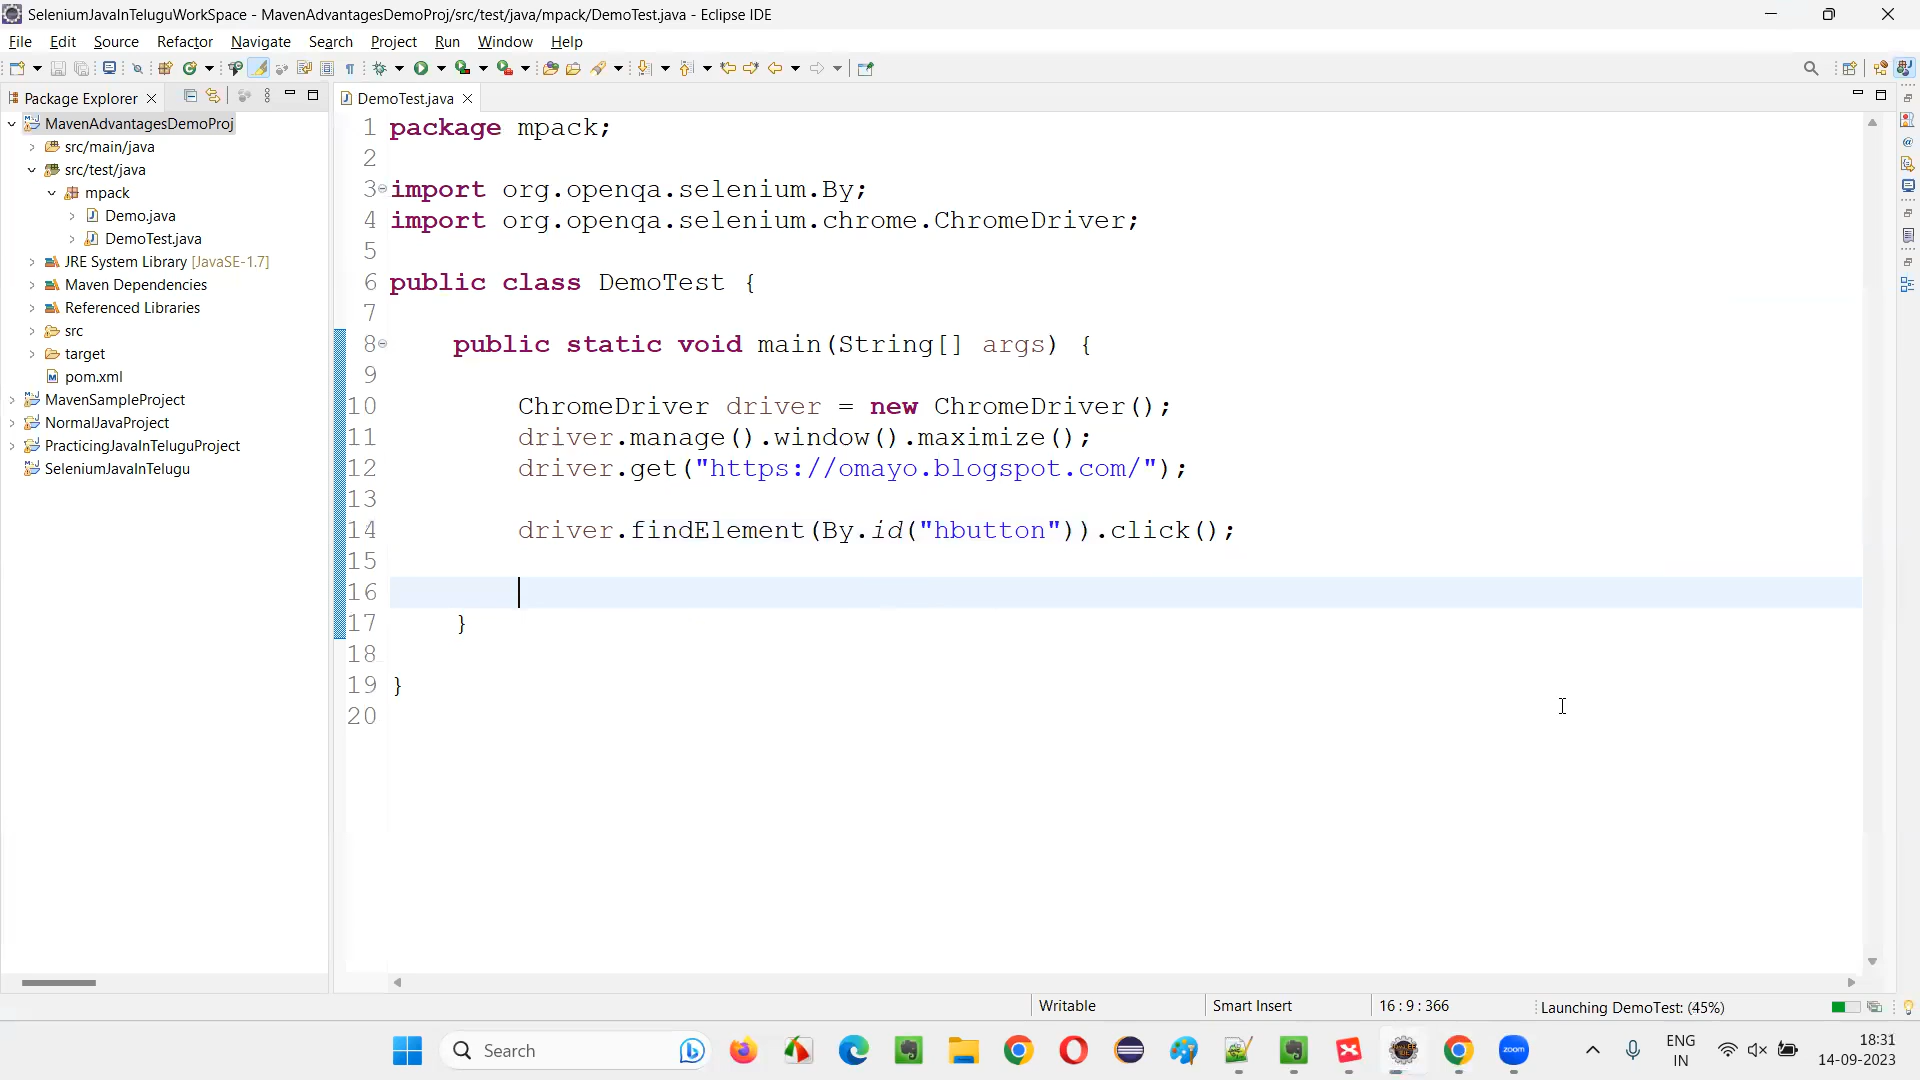 SeleniumJavaInTeluguWorkSpace - MavenAdvantagesDemoProj/src/test/java/mpack/DemoTest.java - Eclipse IDE
File Edit Source Refactor Navigate Search Project Run Window Help
Package Explorer
MavenAdvantagesDemoProj
src/main/java
src/test/java
mpack
Demo.java
DemoTest.java
JRE System Library [JavaSE-1.7]
Maven Dependencies
Referenced Libraries
src
target
pom.xml
MavenSampleProject
NormalJavaProject
PracticingJavaInTeluguProject
SeleniumJavaInTelugu
DemoTest.java
1 package mpack;
2
3 import org.openqa.selenium.By;
4 import org.openqa.selenium.chrome.ChromeDriver;
5
6 public class DemoTest {
7
8 public static void main(String[] args) {
9
10 ChromeDriver driver = new ChromeDriver();
11 driver.manage().window().maximize();
12 driver.get("https://omayo.blogspot.com/");
13
14 driver.findElement(By.id("hbutton")).click();
15
16
17 }
18
19 }
20
Writable Smart Insert 16 : 9 : 366 Launching DemoTest: (45%)
Search
zoom
ENG
IN
18:31
14-09-2023